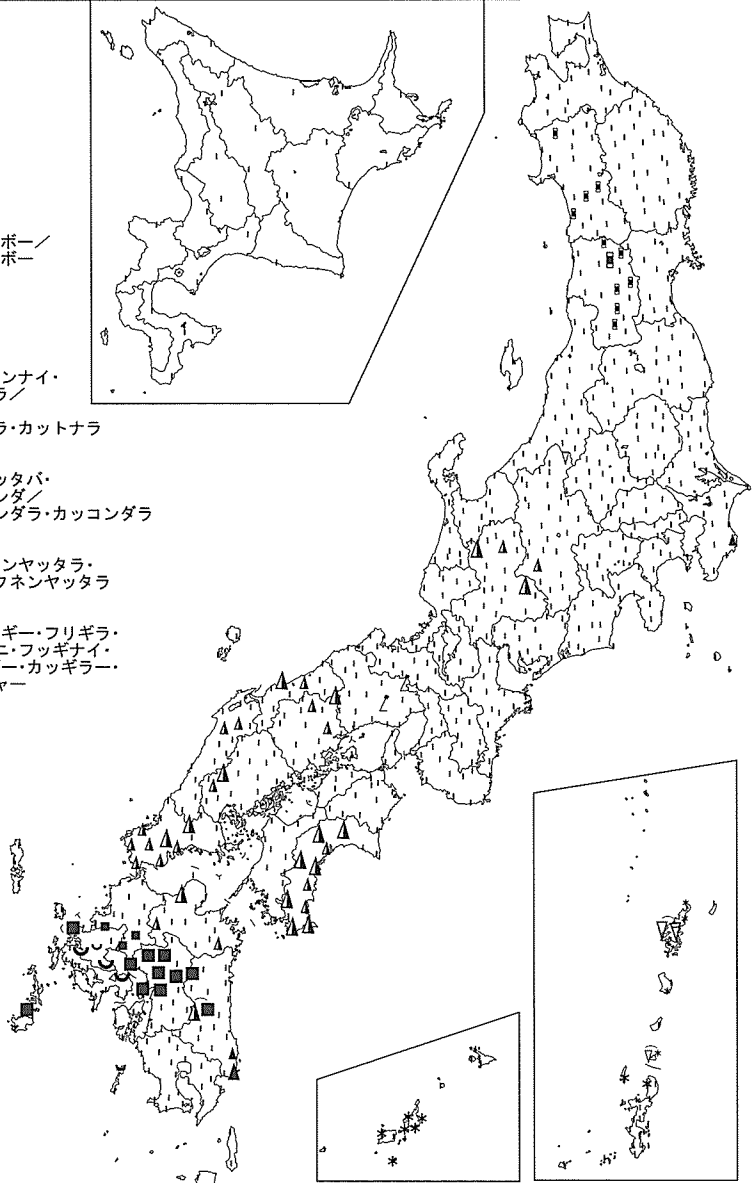 ボー／
ボー
ンナイ・
ラ／
ラ・カットナラ
ッタバ・
ンダ／
ンダラ・カッコンダラ
ンヤッタラ・
フネンヤッタラ
ギー・フリギラ・
ニ・フッギナイ・
ー・カッギラー・
ャー